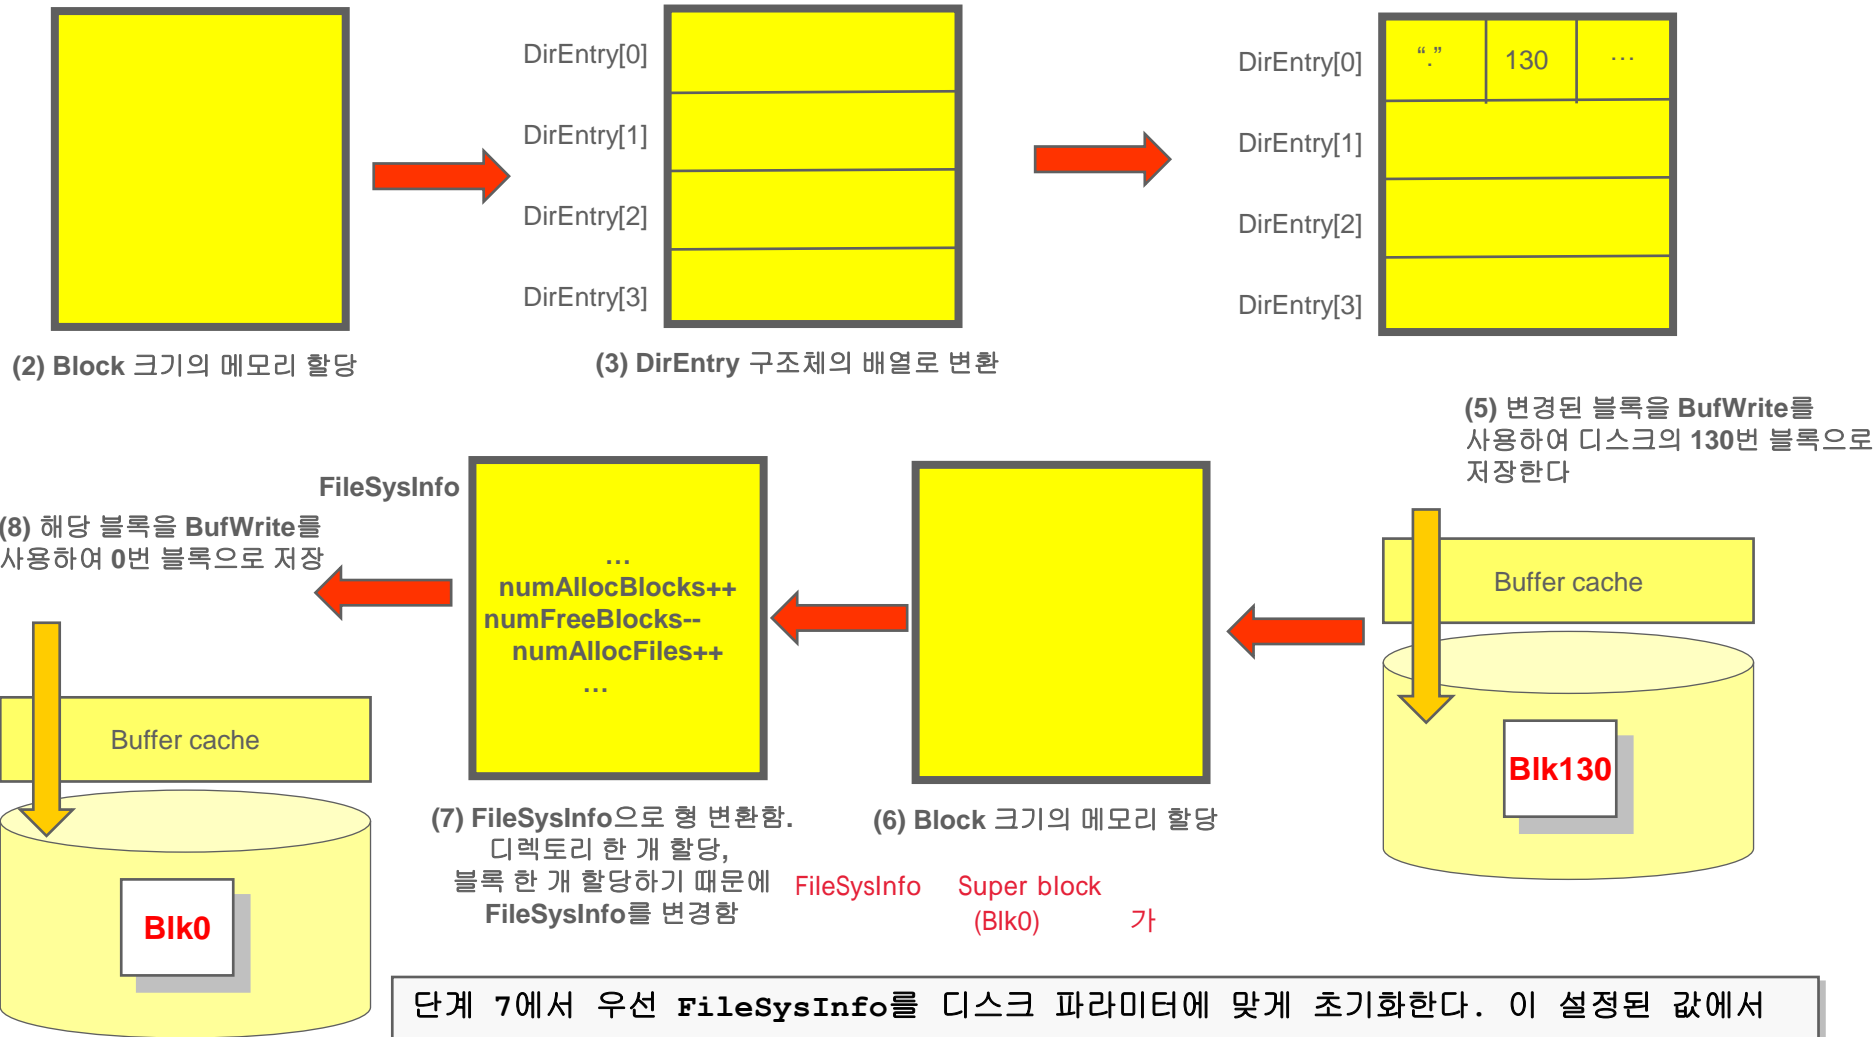 DirEntry[0]
DirEntry[1]
DirEntry[2]
DirEntry[3]
DirEntry[0]
DirEntry[1]
DirEntry[2]
DirEntry[3]
“.” 130 …
(2) Block 크기의 메모리 할당
(3) DirEntry 구조체의 배열로 변환
(5) 변경된 블록을 BufWrite를
사용하여 디스크의 130번 블록으로
저장한다
Buffer cache
Blk130
(6) Block 크기의 메모리 할당
FileSysInfo
…
numAllocBlocks++
numFreeBlocks--
numAllocFiles++
…
(7) FileSysInfo으로 형 변환함.
디렉토리 한 개 할당,
블록 한 개 할당하기 때문에
FileSysInfo를 변경함
FileSysInfo Super block
(Blk0) 가
(8) 해당 블록을 BufWrite를
사용하여 0번 블록으로 저장
Buffer cache
Blk0
단계 7에서 우선 FileSysInfo를 디스크 파라미터에 맞게 초기화한다. 이 설정된 값에서